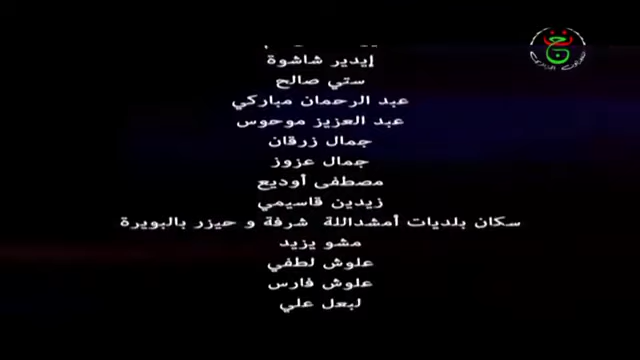 إيدير شاشوة
ستي صالح
عبد الرحمان مباركي
عبد العزيز موحوس
جمال زرقان
جمال عزوز
مصطفى أوديع
زيدين قاسيمي
سكان بلديات أمشدالة شرفة و حيزر بالبويرة
مشو يزيد
علوش لطفي
علوش فارس
لبعل علي